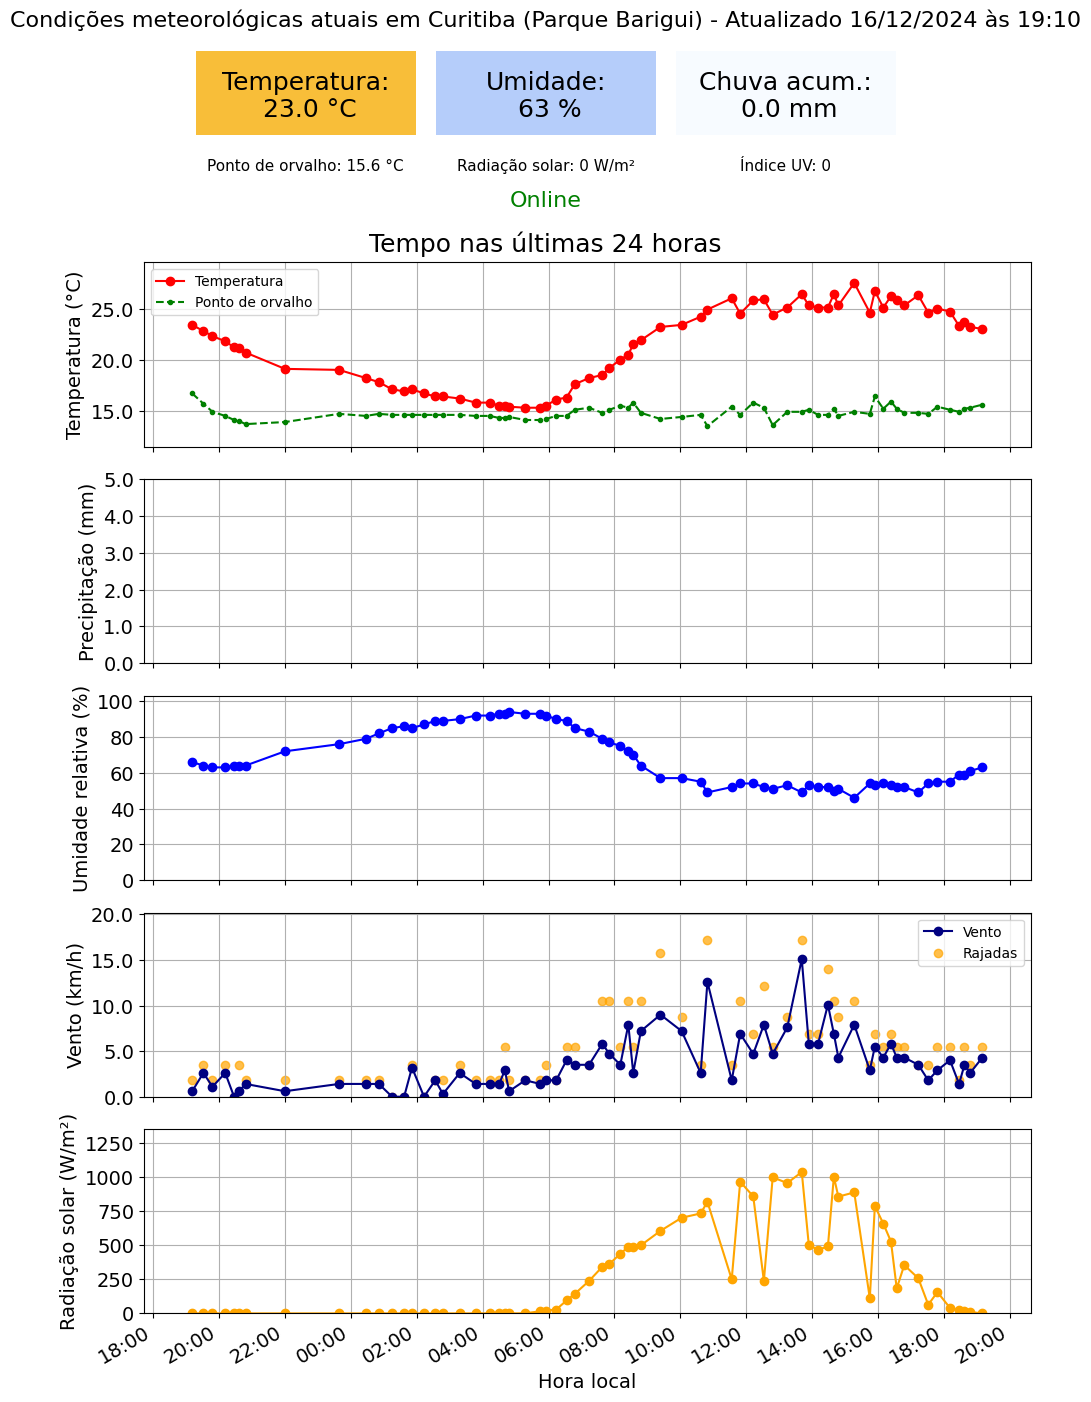 Condições meteorológicas atuais em Curitiba (Parque Barigui) - Atualizado 16/12/2024 às 19:10
Temperatura:
23.0 °C
Umidade:
63 %
Chuva acum.:
0.0 mm
Ponto de orvalho: 15.6 °C
Radiação solar: 0 W/m²
Índice UV: 0
Online
Tempo nas últimas 24 horas
Temperatura (°C)
25.0
20.0
15.0
Temperatura
Ponto de orvalho
Precipitação (mm)
5.0
4.0
3.0
2.0
1.0
0.0
Umidade relativa (%)
100
80
60
40
20
0
Vento (km/h)
20.0
15.0
10.0
5.0
0.0
Vento
Rajadas
Radiação solar (W/m²)
1250
1000
750
500
250
0
18:00
20:00
22:00
00:00
02:00
04:00
06:00
08:00
10:00
12:00
14:00
16:00
18:00
20:00
Hora local